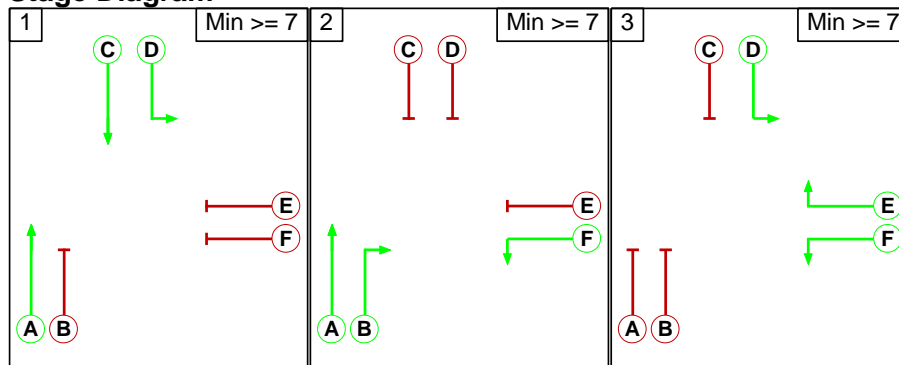 Stage Diagram
1 Min >= 7 2 Min >= 7 3 Min >= 7
C D C D C D
E E E
F F F
A B A B A B